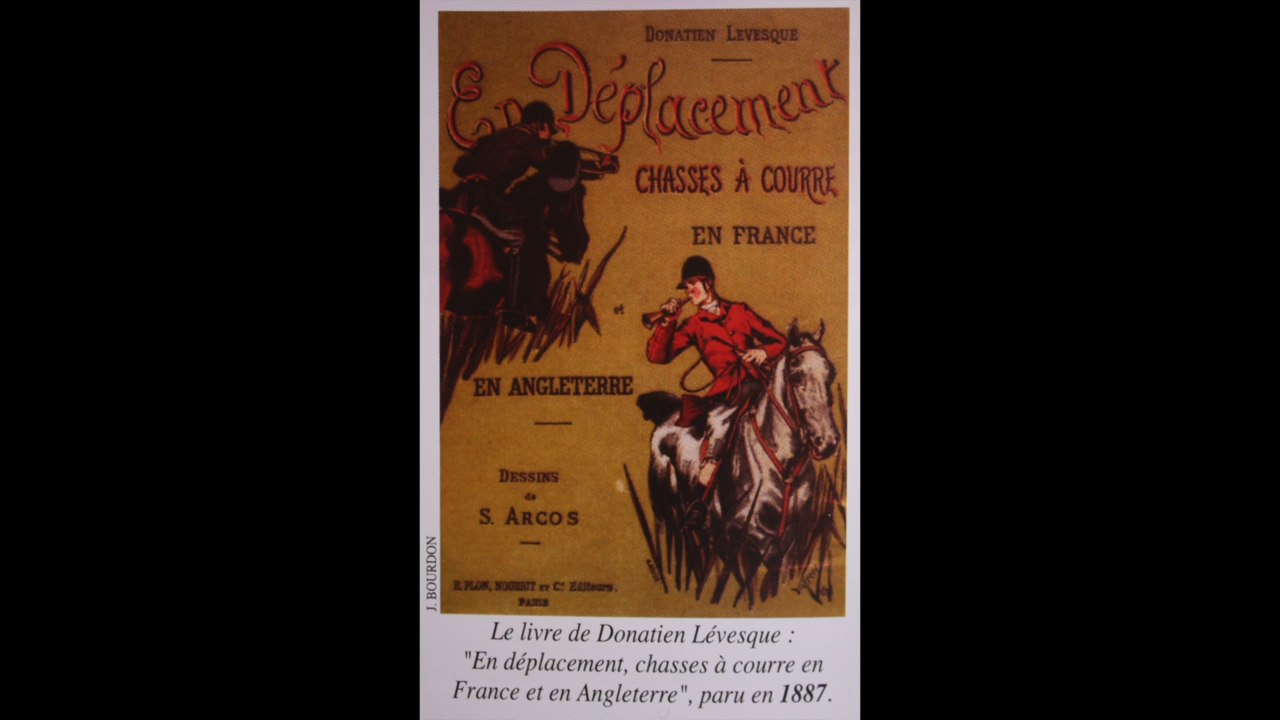 DONATIEN LEVESQUE
En Déplacement
CHASSES À COURRE
EN FRANCE
et
EN ANGLETERRE
DESSINS
de
S. ARCOS
E. PLON, NOURRIT ET Cie EDITEURS.
PARIS
J. BOURDON
Le livre de Donatien Lévesque :
"En déplacement, chasses à courre en
France et en Angleterre", paru en 1887.